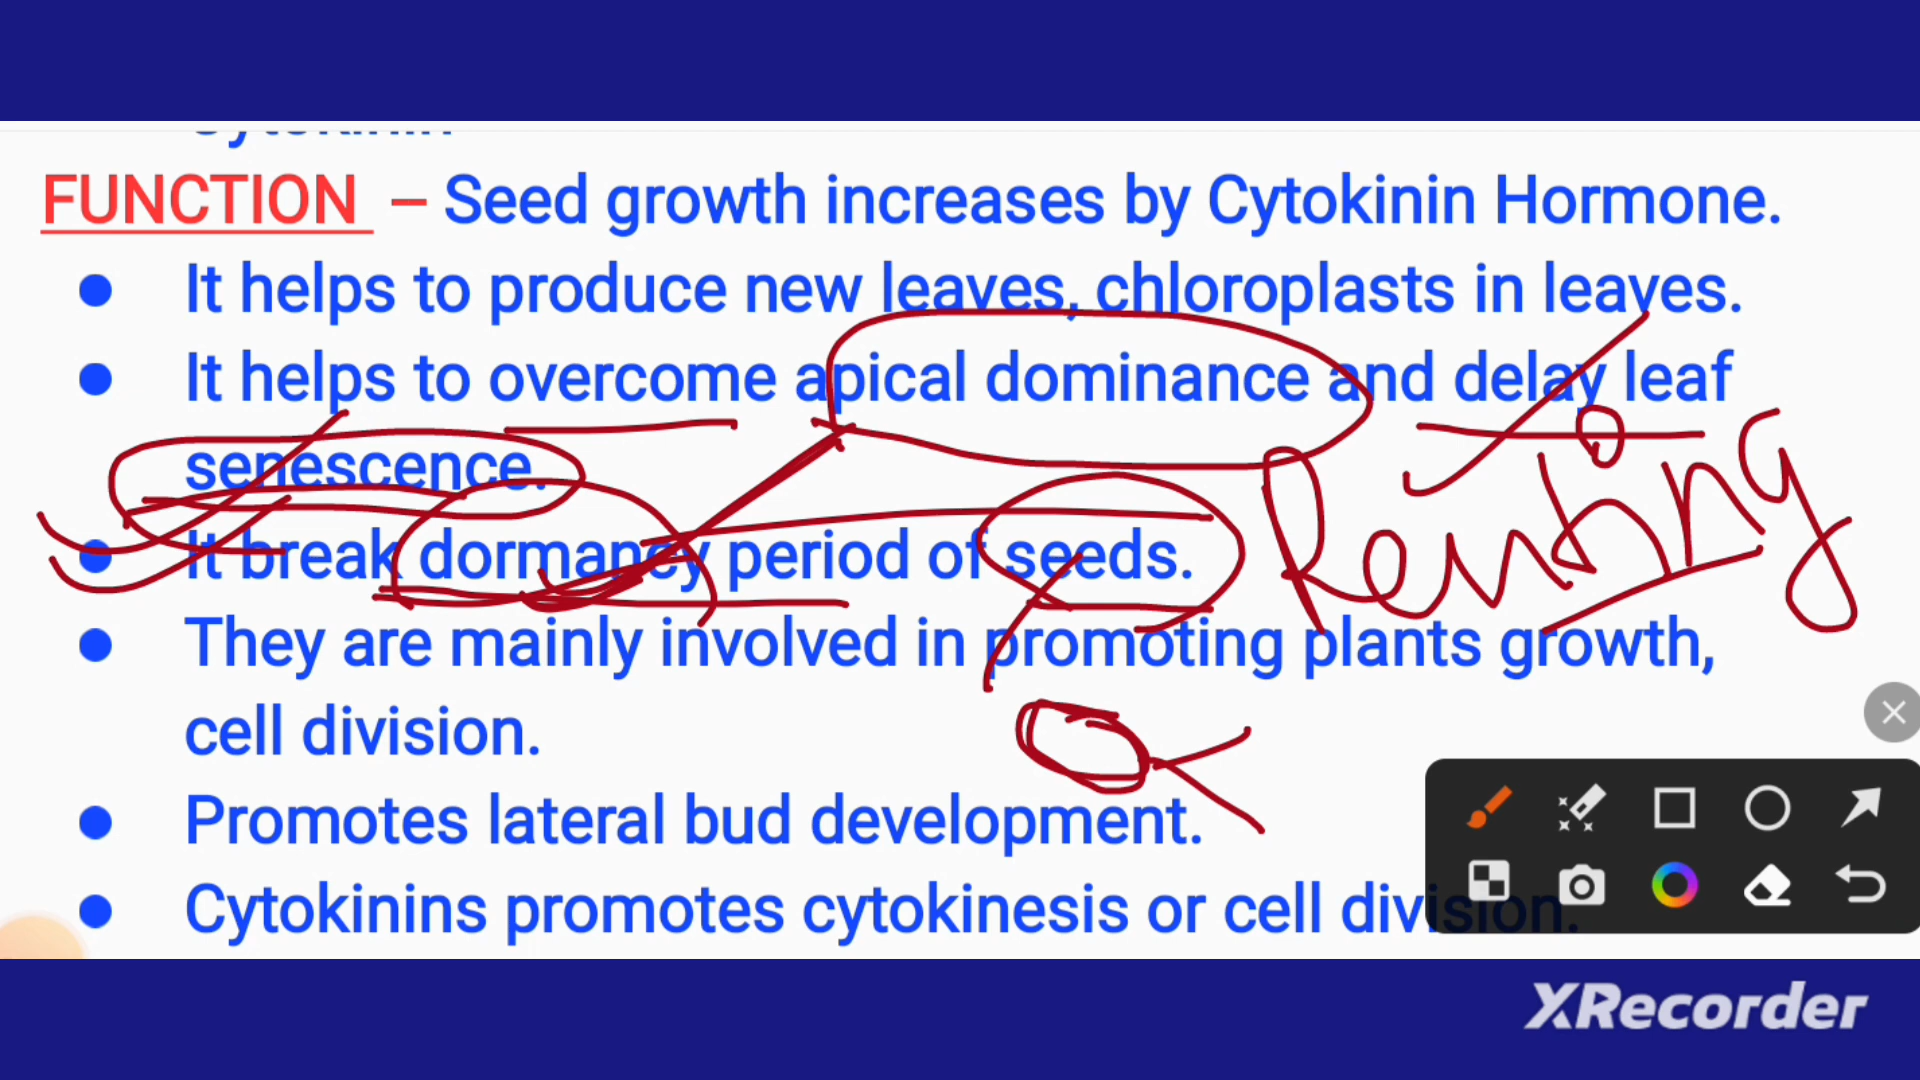 Cytokinin
FUNCTION – Seed growth increases by Cytokinin Hormone.
● It helps to produce new leaves, chloroplasts in leaves.
● It helps to overcome apical dominance and delay leaf
senescence.
● It break dormancy period of seeds.
● They are mainly involved in promoting plants growth,
cell division.
● Promotes lateral bud development.
● Cytokinins promotes cytokinesis or cell division.
XRecorder